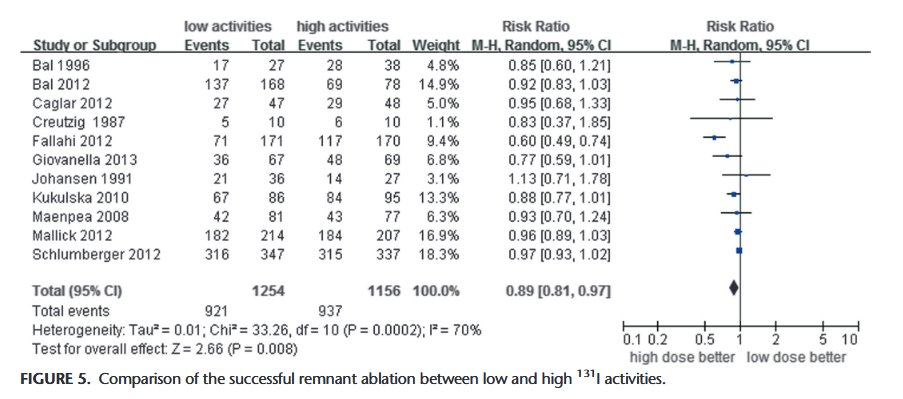 low activities high activities Risk Ratio Risk Ratio
Study or Subgroup Events Total Events Total Weight M-H, Random, 95% CI M-H, Random, 95% CI
Bal 1996 17 27 28 38 4.8% 0.85 [0.60, 1.21]
Bal 2012 137 168 69 78 14.9% 0.92 [0.83, 1.03]
Caglar 2012 27 47 29 48 5.0% 0.95 [0.68, 1.33]
Creutzig 1987 5 10 6 10 1.1% 0.83 [0.37, 1.85]
Fallahi 2012 71 171 117 170 9.4% 0.60 [0.49, 0.74]
Giovanella 2013 36 67 48 69 6.8% 0.77 [0.59, 1.01]
Johansen 1991 21 36 14 27 3.1% 1.13 [0.71, 1.78]
Kukulska 2010 67 86 84 95 13.3% 0.88 [0.77, 1.01]
Maenpea 2008 42 81 43 77 6.3% 0.93 [0.70, 1.24]
Mallick 2012 182 214 184 207 16.9% 0.96 [0.89, 1.03]
Schlumberger 2012 316 347 315 337 18.3% 0.97 [0.93, 1.02]
Total (95% CI) 1254 1156 100.0% 0.89 [0.81, 0.97]
Total events 921 937
Heterogeneity: Tau² = 0.01; Chi² = 33.26, df = 10 (P = 0.0002); I² = 70%
Test for overall effect: Z = 2.66 (P = 0.008)
0.1 0.2 0.5 1 2 5 10
high dose better low dose better
FIGURE 5. Comparison of the successful remnant ablation between low and high ¹³¹I activities.